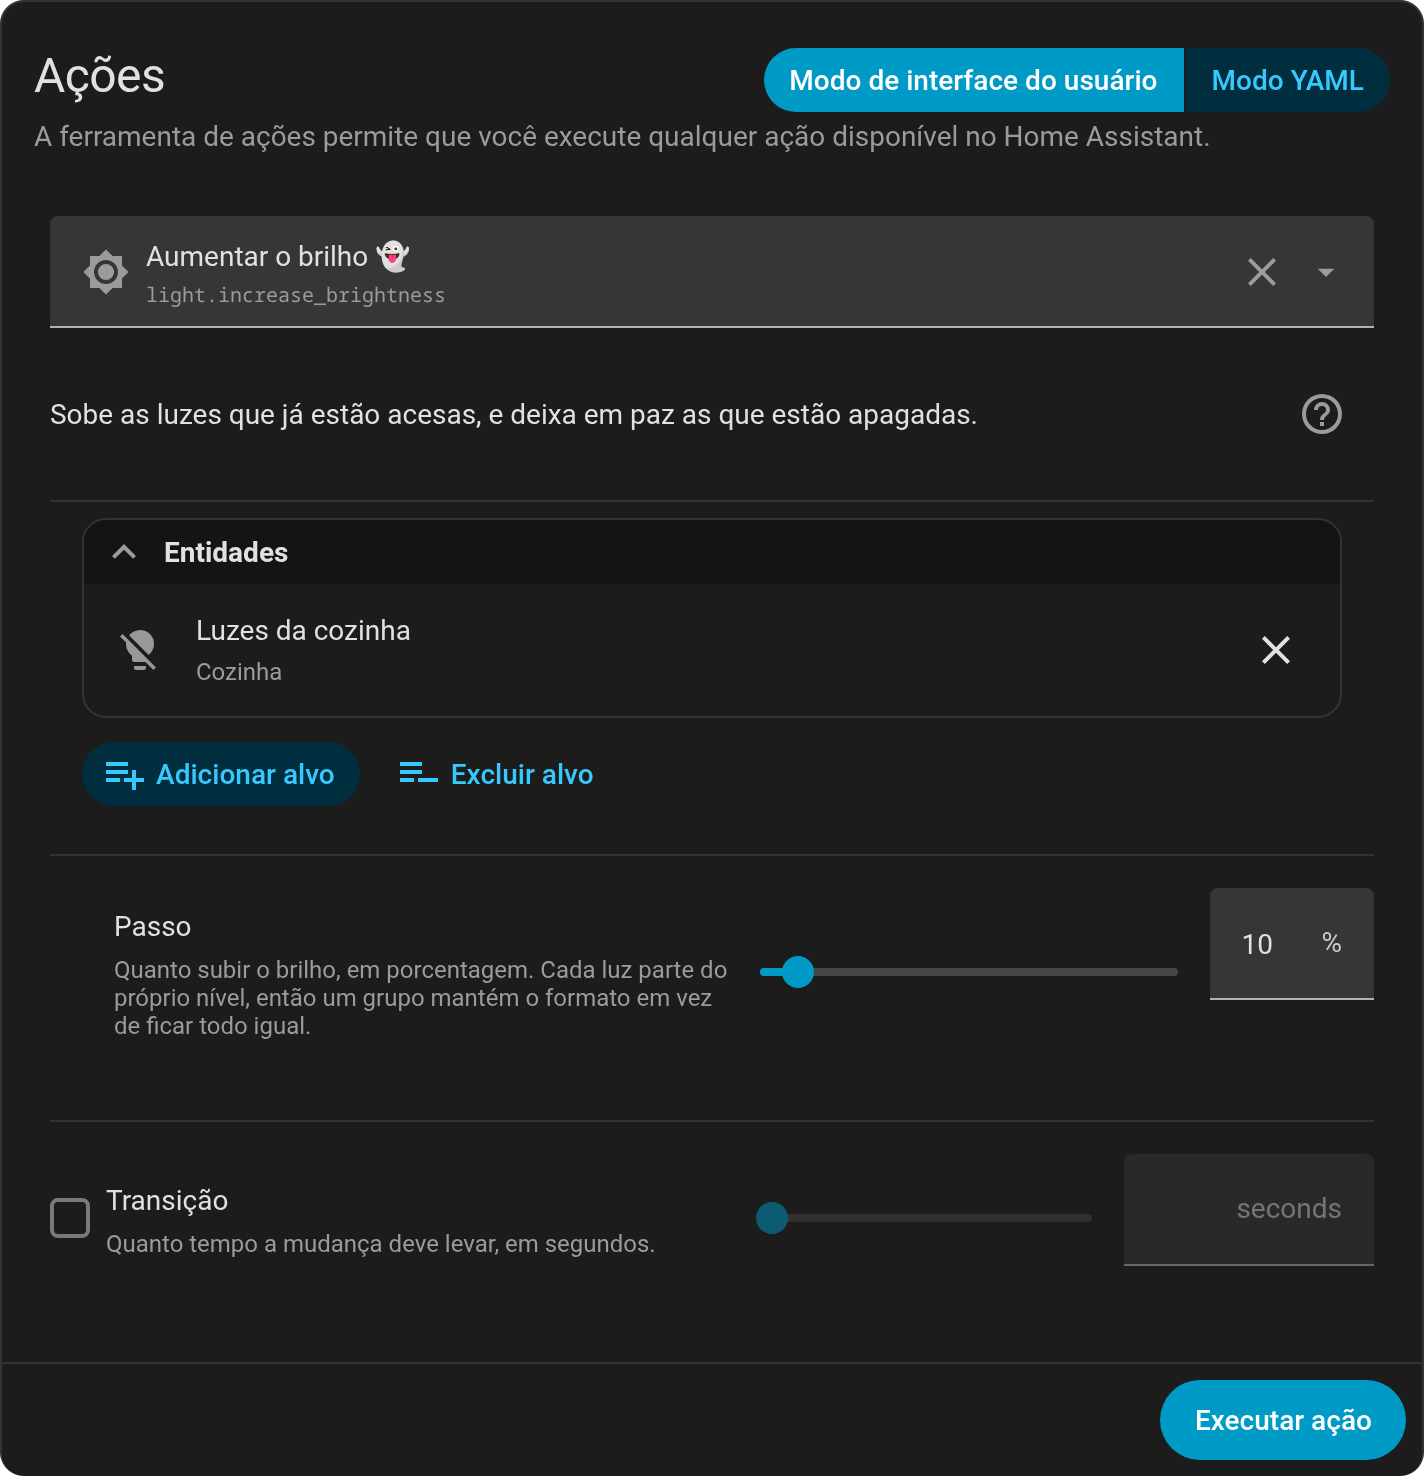 Ações
Modo de interface do usuário
Modo YAML
A ferramenta de ações permite que você execute qualquer ação disponível no Home Assistant.
Aumentar o brilho 👻
light.increase_brightness
Sobe as luzes que já estão acesas, e deixa em paz as que estão apagadas.
Entidades
Luzes da cozinha
Cozinha
Adicionar alvo
Excluir alvo
Passo
Quanto subir o brilho, em porcentagem. Cada luz parte do
próprio nível, então um grupo mantém o formato em vez
de ficar todo igual.
10 %
Transição
Quanto tempo a mudança deve levar, em segundos.
seconds
Executar ação